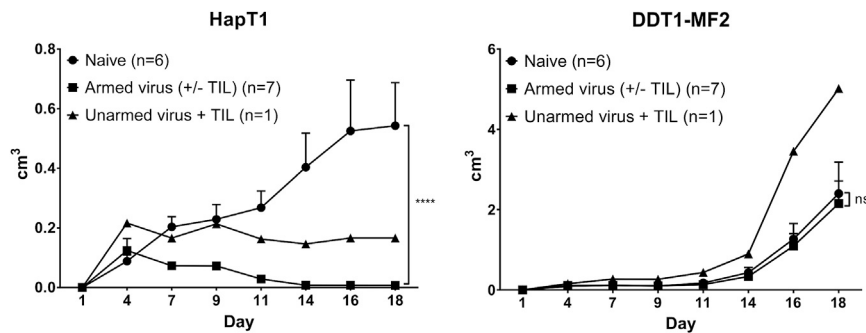 HapT1
0.8
0.6
0.4
0.2
0.0
cm³
Naive (n=6)
Armed virus (+/- TIL) (n=7)
Unarmed virus + TIL (n=1)
****
1 4 7 9 11 14 16 18
Day
DDT1-MF2
6
4
2
0
cm³
Naive (n=6)
Armed virus (+/- TIL) (n=7)
Unarmed virus + TIL (n=1)
ns
1 4 7 9 11 14 16 18
Day